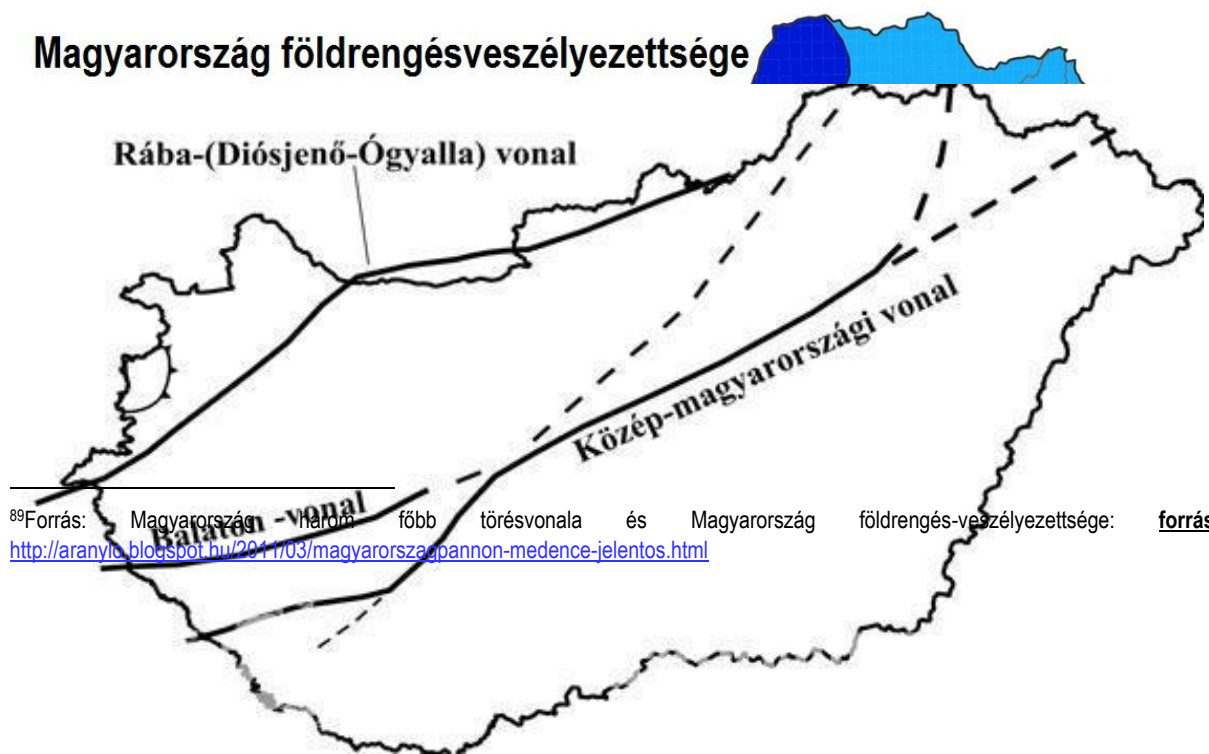 Magyarország földrengésveszélyezettsége
Rába-(Diósjenő-Ógyalla) vonal
Közép-magyarországi vonal
Balaton -vonal
⁸⁹Forrás: Magyarország három főbb törésvonala és Magyarország földrengés-veszélyezettsége: forrás
http://aranylc.blogspot.hu/2011/03/magyarorszagpannon-medence-jelentos.html